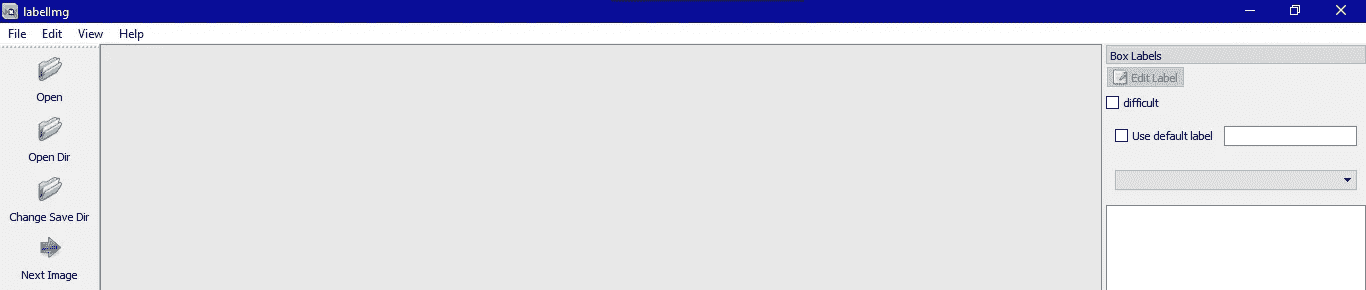 labelImg
File Edit View Help
Open
Open Dir
Change Save Dir
Next Image
Box Labels
Edit Label
difficult
Use default label